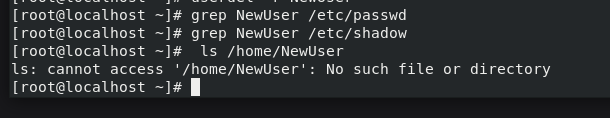 [root@localhost ~]# grep NewUser /etc/passwd
[root@localhost ~]# grep NewUser /etc/shadow
[root@localhost ~]#  ls /home/NewUser
ls: cannot access '/home/NewUser': No such file or directory
[root@localhost ~]#